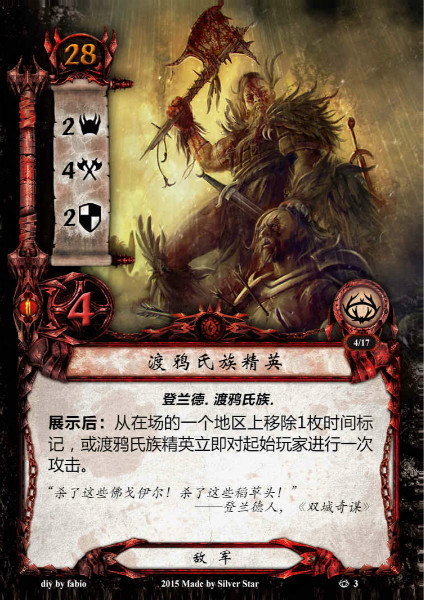 28
2
4
2
4
4/17
渡鸦氏族精英
登兰德. 渡鸦氏族.
展示后：从在场的一个地区上移除1枚时间标
记，或渡鸦氏族精英立即对起始玩家进行一次
攻击。
“杀了这些佛戈伊尔！杀了这些稻草头！”
——登兰德人，《双城奇谋》
敌军
diy by fabio 2015 Made by Silver Star 3